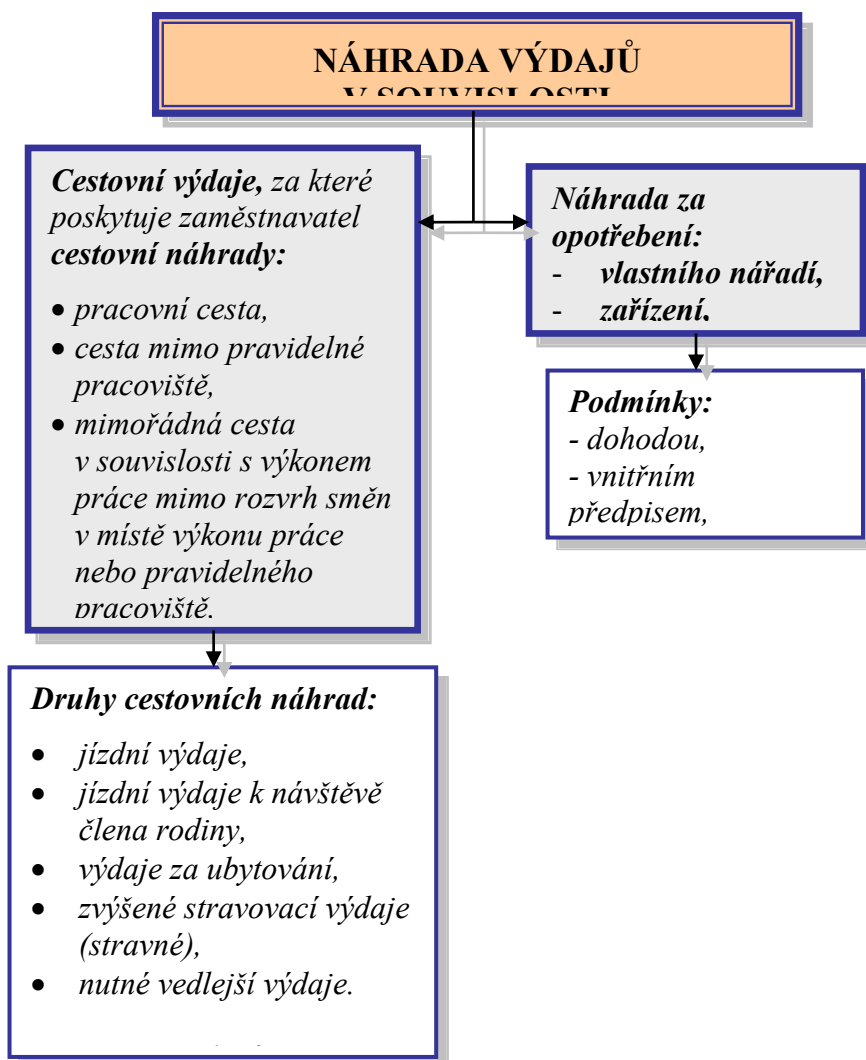 NÁHRADA VÝDAJŮ
V SOUVISLOSTI
Cestovní výdaje, za které
poskytuje zaměstnavatel
cestovní náhrady:
• pracovní cesta,
• cesta mimo pravidelné
pracoviště,
• mimořádná cesta
v souvislosti s výkonem
práce mimo rozvrh směn
v místě výkonu práce
nebo pravidelného
pracoviště.
Náhrada za
opotřebení:
- vlastního nářadí,
- zařízení,
Podmínky:
- dohodou,
- vnitřním
předpisem,
Druhy cestovních náhrad:
• jízdní výdaje,
• jízdní výdaje k návštěvě
člena rodiny,
• výdaje za ubytování,
• zvýšené stravovací výdaje
(stravné),
• nutné vedlejší výdaje.